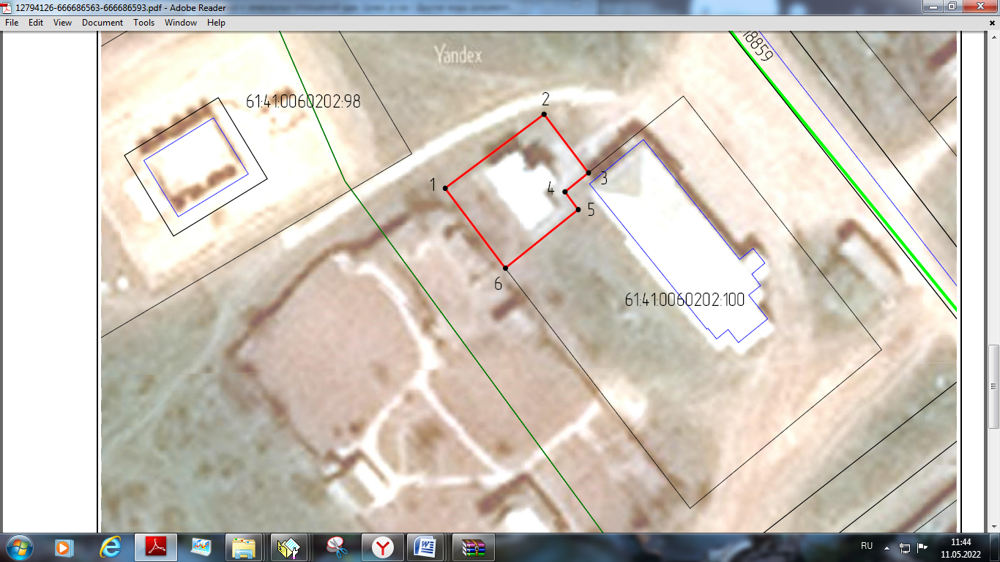 12794126-666686563-666686593.pdf - Adobe Reader
File Edit View Document Tools Window Help
Yandex
18859
61:41:0060202:98
2
1
3
4
5
6
61:41:0060202:100
RU
11:44
11.05.2022